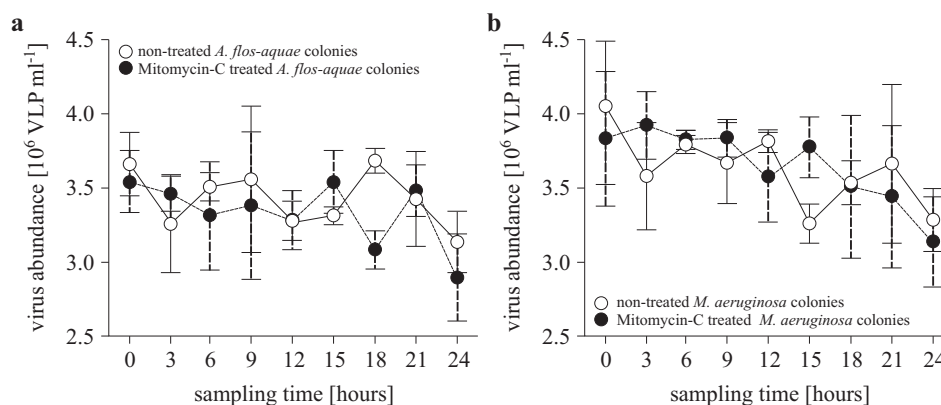 a
virus abundance [10⁶ VLP ml⁻¹]
4.5
4.0
3.5
3.0
2.5
non-treated A. flos-aquae colonies
Mitomycin-C treated A. flos-aquae colonies
0 3 6 9 12 15 18 21 24
sampling time [hours]
b
virus abundance [10⁶ VLP ml⁻¹]
4.5
4.0
3.5
3.0
2.5
non-treated M. aeruginosa colonies
Mitomycin-C treated M. aeruginosa colonies
0 3 6 9 12 15 18 21 24
sampling time [hours]